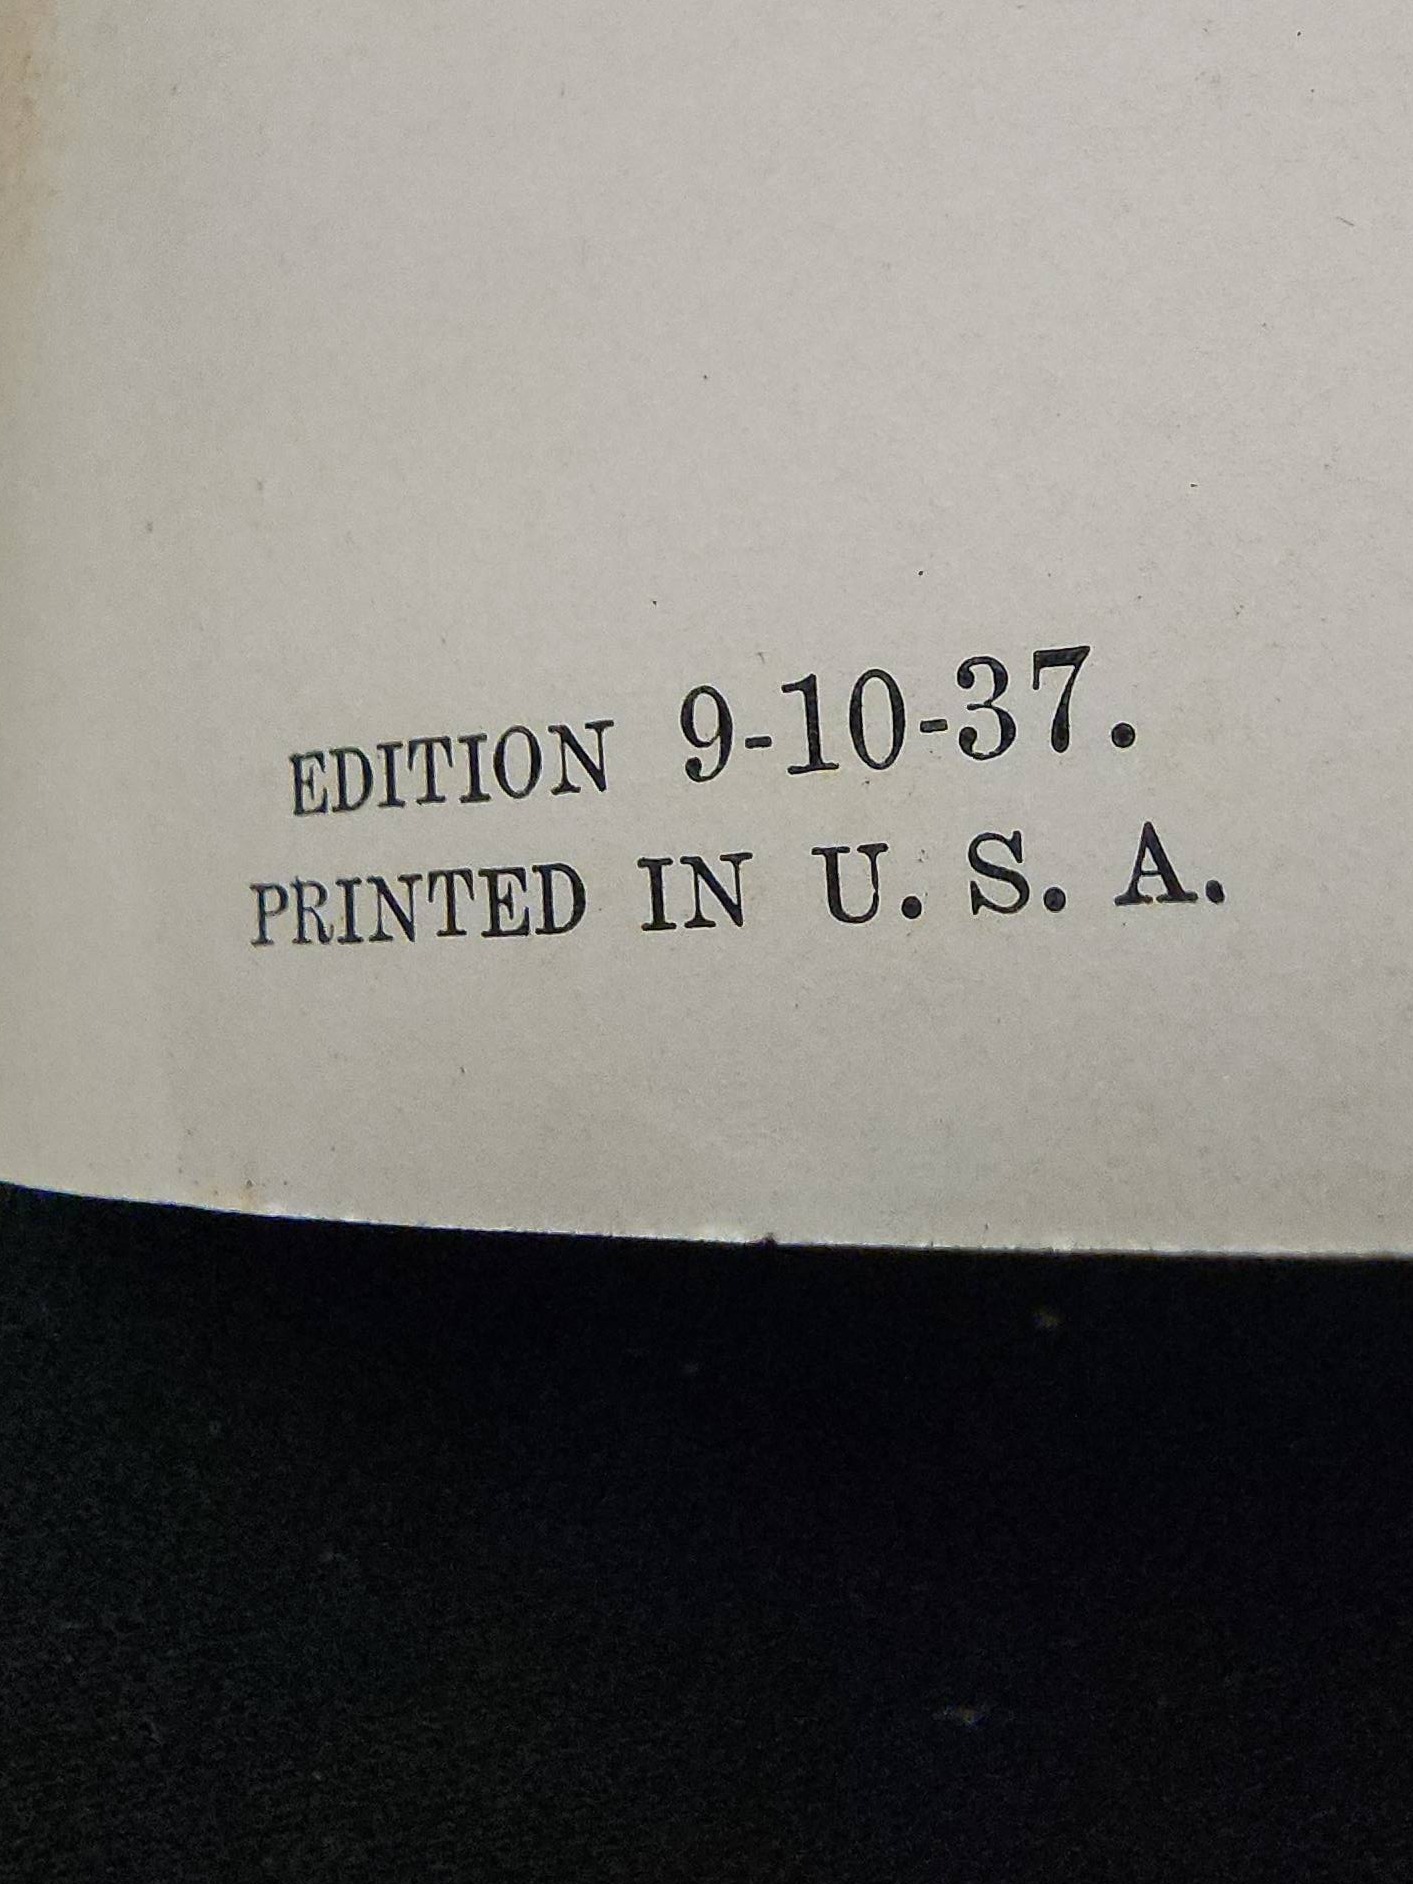 EDITION 9-10-37.
PRINTED IN U. S. A.